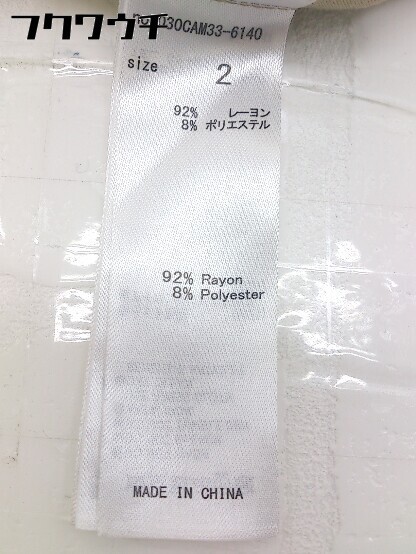 フクワウチ
030CAM33-6140
size 2
92% レーヨン
8% ポリエステル
92% Rayon
8% Polyester
MADE IN CHINA